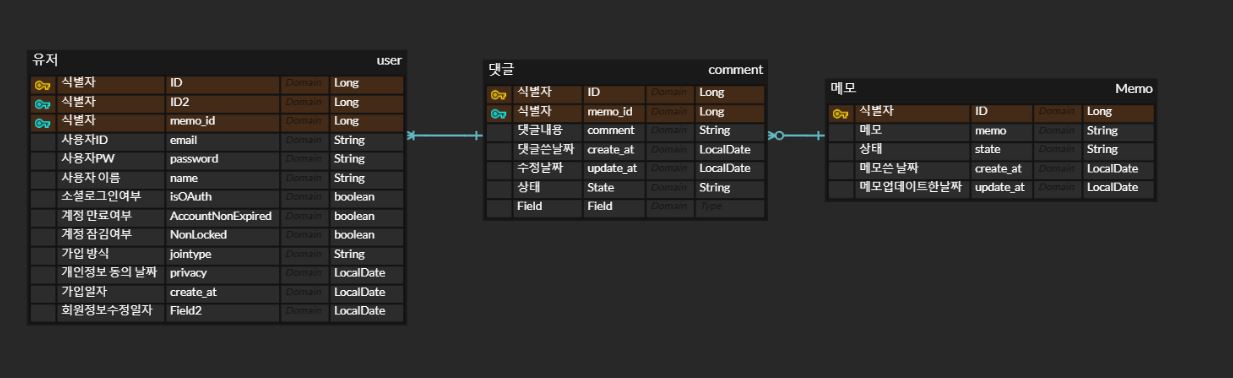 유저 user
식별자 ID Domain Long
식별자 ID2 Domain Long
식별자 memo_id Domain Long
사용자ID email Domain String
사용자PW password Domain String
사용자 이름 name Domain String
소셜로그인여부 isOAuth Domain boolean
계정 만료여부 AccountNonExpired Domain boolean
계정 잠김여부 NonLocked Domain boolean
가입 방식 jointype Domain String
개인정보 동의 날짜 privacy Domain LocalDate
가입일자 create_at Domain LocalDate
회원정보수정일자 Field2 Domain LocalDate
댓글 comment
식별자 ID Domain Long
식별자 memo_id Domain Long
댓글내용 comment Domain String
댓글쓴날짜 create_at Domain LocalDate
수정날짜 update_at Domain LocalDate
상태 State Domain String
Field Field Domain Type
메모 Memo
식별자 ID Domain Long
메모 memo Domain String
상태 state Domain String
메모쓴 날짜 create_at Domain LocalDate
메모업데이트한날짜 update_at Domain LocalDate